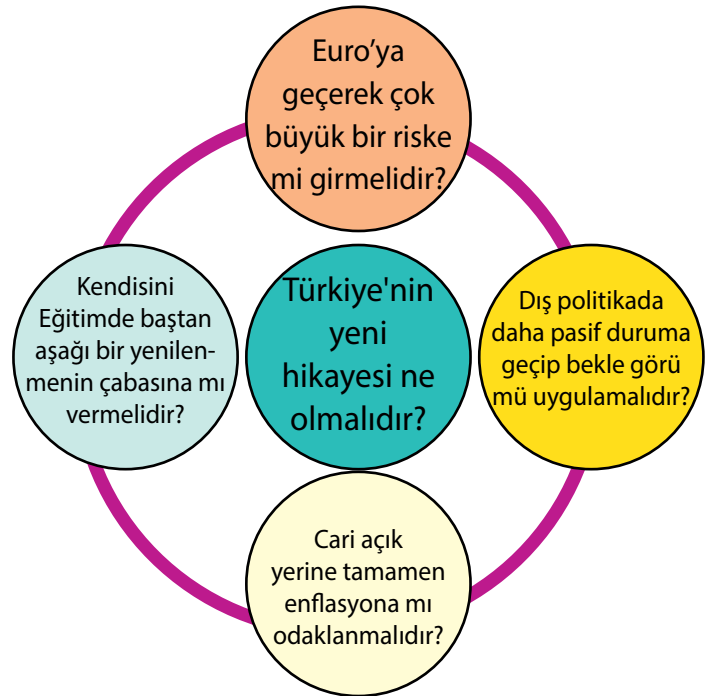 Euro’ya
geçerek çok
büyük bir riske
mi girmelidir?
Kendisini
Eğitimde baştan
aşağı bir yenilen-
menin çabasına mı
vermelidir?
Türkiye'nin
yeni
hikayesi ne
olmalıdır?
Dış politikada
daha pasif duruma
geçip bekle görü
mü uygulamalıdır?
Cari açık
yerine tamamen
enflasyona mı
odaklanmalıdır?